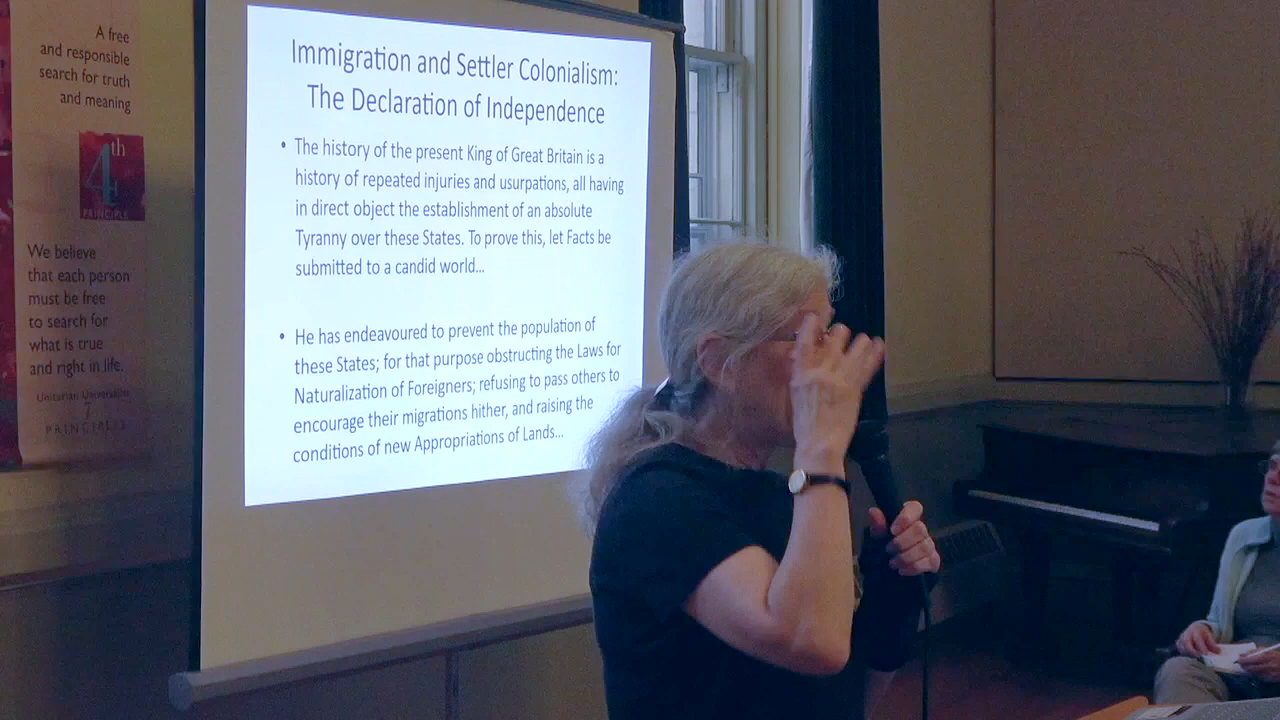 A free
and responsible
search for truth
and meaning
4th
PRINCIPLE
We believe
that each person
must be free
to search for
what is true
and right in life.
Unitarian Universalist
7
PRINCIPLES
Immigration and Settler Colonialism:
The Declaration of Independence
• The history of the present King of Great Britain is a
history of repeated injuries and usurpations, all having
in direct object the establishment of an absolute
Tyranny over these States. To prove this, let Facts be
submitted to a candid world...
• He has endeavoured to prevent the population of
these States; for that purpose obstructing the Laws for
Naturalization of Foreigners; refusing to pass others to
encourage their migrations hither, and raising the
conditions of new Appropriations of Lands...